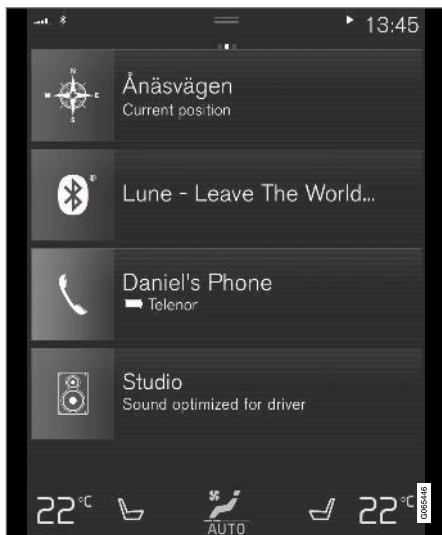 13:45
N
W E
S
Ånäsvägen
Current position
Lune - Leave The World...
Daniel's Phone
Telenor
Studio
Sound optimized for driver
22°C
AUTO
22°C
G065446